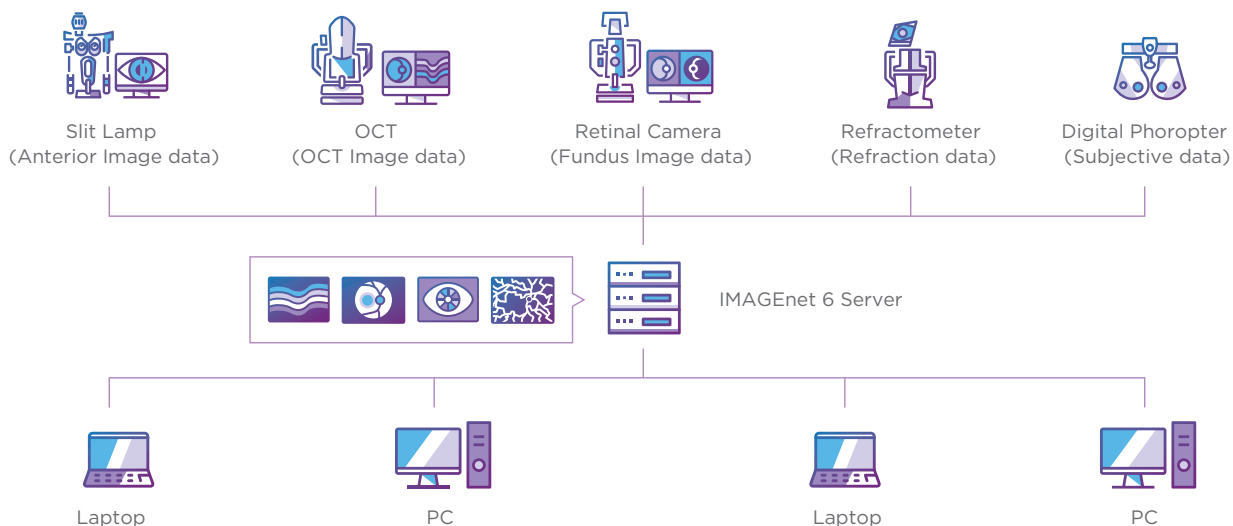 Slit Lamp
(Anterior Image data)
OCT
(OCT Image data)
Retinal Camera
(Fundus Image data)
Refractometer
(Refraction data)
Digital Phoropter
(Subjective data)
IMAGEnet 6 Server
Laptop
PC
Laptop
PC